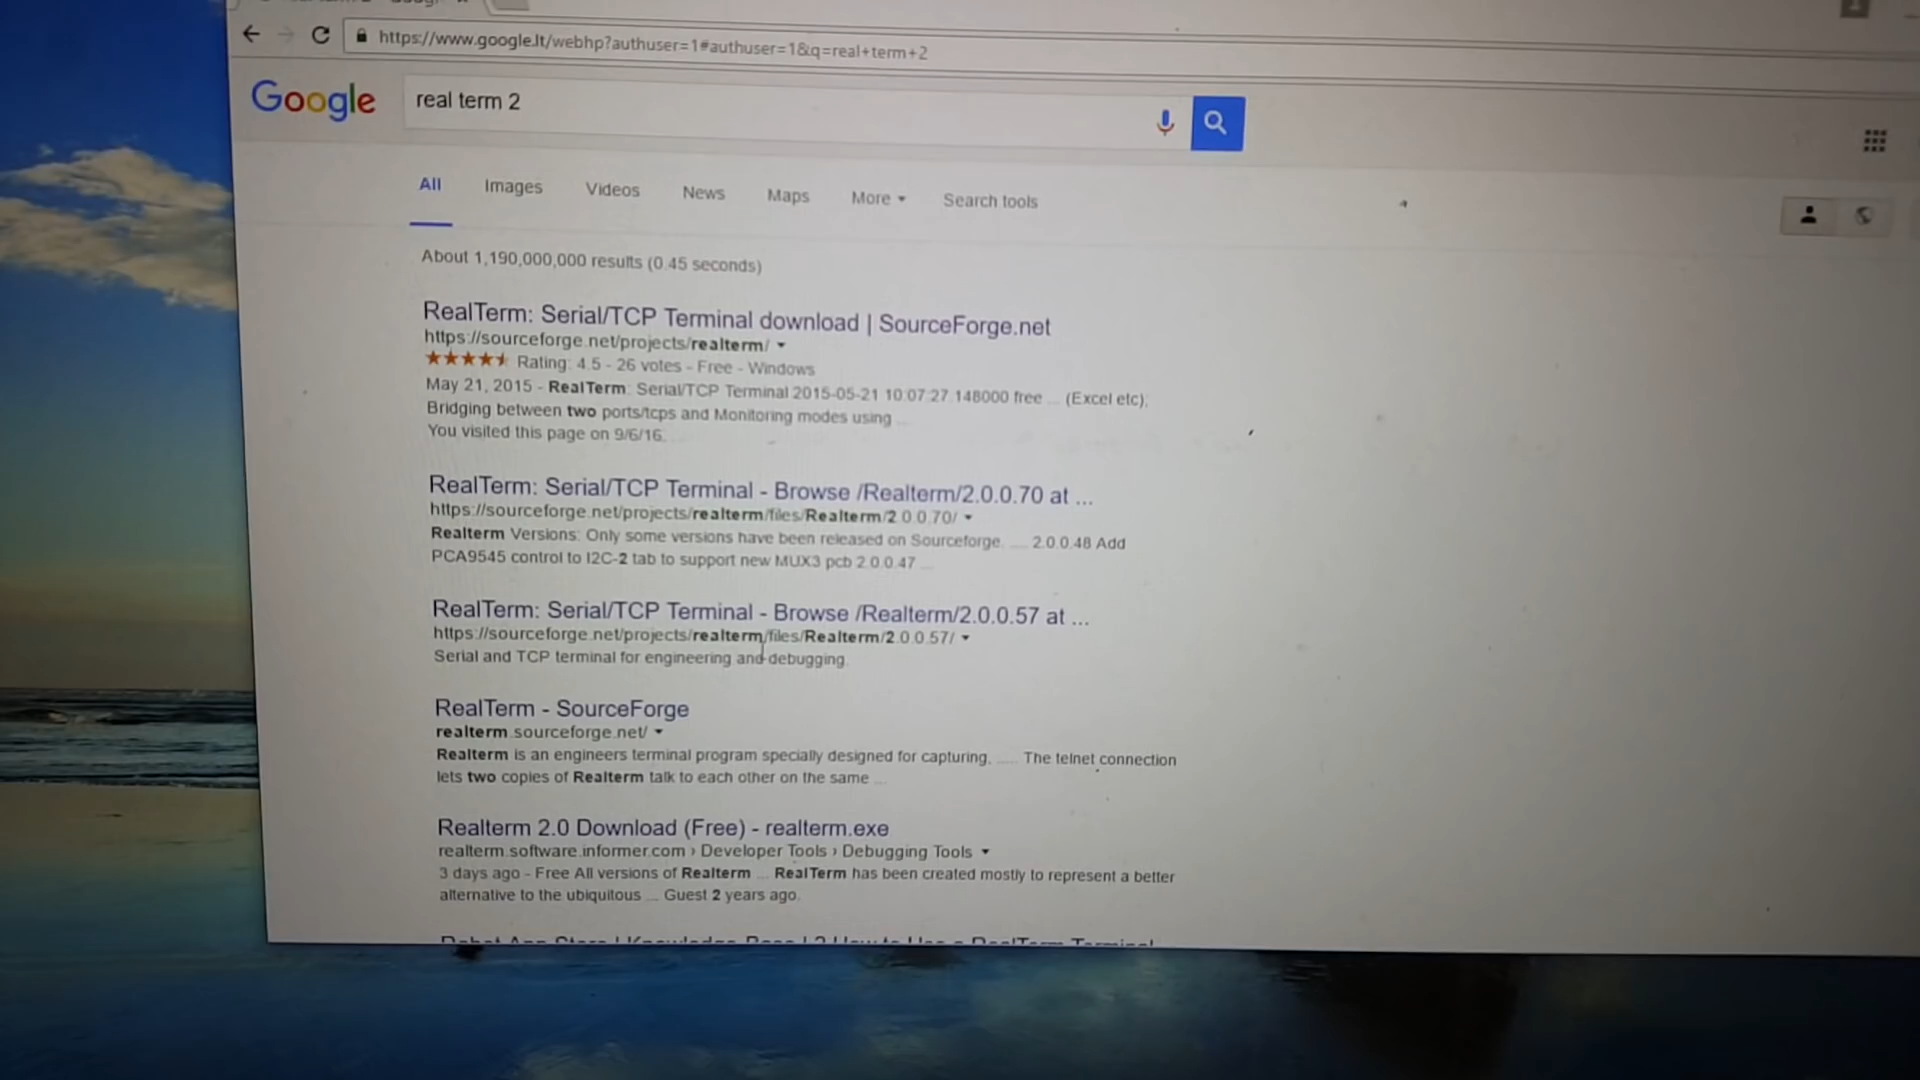 https://www.google.lt/webhp?authuser=1#authuser=1&q=real+term+2
Google
real term 2
All Images Videos News Maps More Search tools
About 1,190,000,000 results (0.45 seconds)
RealTerm: Serial/TCP Terminal download | SourceForge.net
https://sourceforge.net/projects/realterm/
Rating: 4.5 - 26 votes - Free - Windows
May 21, 2015 - RealTerm: Serial/TCP Terminal 2015-05-21 10:07:27.148000 free ... (Excel etc);
Bridging between two ports/tcps and Monitoring modes using ...
You visited this page on 9/6/16.
RealTerm: Serial/TCP Terminal - Browse /Realterm/2.0.0.70 at ...
https://sourceforge.net/projects/realterm/files/Realterm/2.0.0.70/
Realterm Versions: Only some versions have been released on Sourceforge. .... 2.0.0.48 Add
PCA9545 control to I2C-2 tab to support new MUX3 pcb 2.0.0.47 ...
RealTerm: Serial/TCP Terminal - Browse /Realterm/2.0.0.57 at ...
https://sourceforge.net/projects/realterm/files/Realterm/2.0.0.57/
Serial and TCP terminal for engineering and debugging.
RealTerm - SourceForge
realterm.sourceforge.net/
Realterm is an engineers terminal program specially designed for capturing, ..... The telnet connection
lets two copies of Realterm talk to each other on the same ...
Realterm 2.0 Download (Free) - realterm.exe
realterm.software.informer.com › Developer Tools › Debugging Tools
3 days ago - Free All versions of Realterm ... RealTerm has been created mostly to represent a better
alternative to the ubiquitous ... Guest 2 years ago.